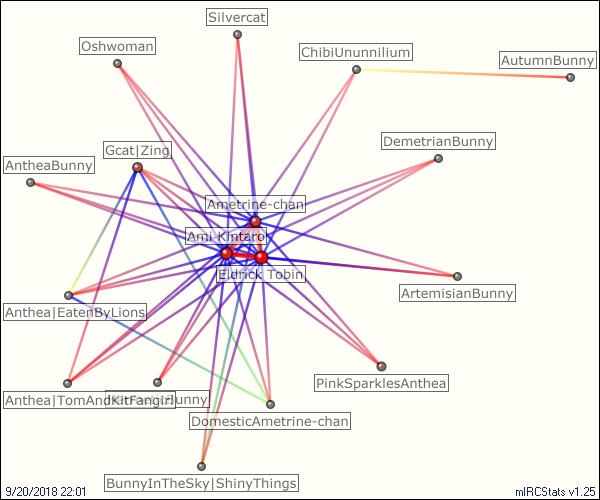 Silvercat
Oshwoman
ChibiUnunnilium
AutumnBunny
DemetrianBunny
Gcat|Zing
AntheaBunny
Ametrine-chan
Ami Kintaro
Eldrick Tobin
ArtemisianBunny
Anthea|EatenByLions
PinkSparklesAnthea
Anthea|TomAndKitFangirl
Bunny
DomesticAmetrine-chan
BunnyInTheSky|ShinyThings
9/20/2018 22:01
mIRCStats v1.25